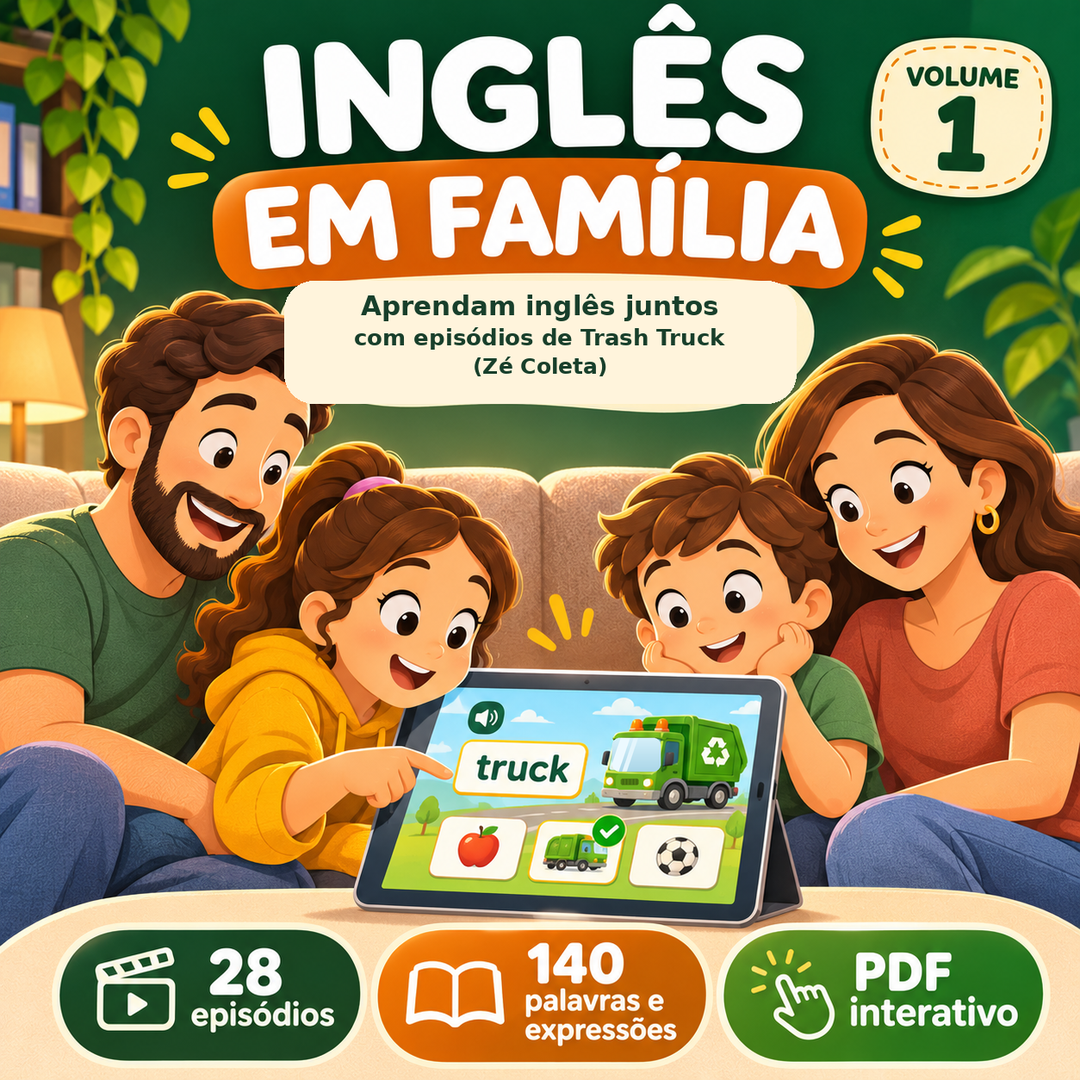 INGLÊS
EM FAMÍLIA
VOLUME
1
Aprendam inglês juntos
com episódios de Trash Truck
(Zé Coleta)
truck
28
episódios
140
palavras e
expressões
PDF
interativo